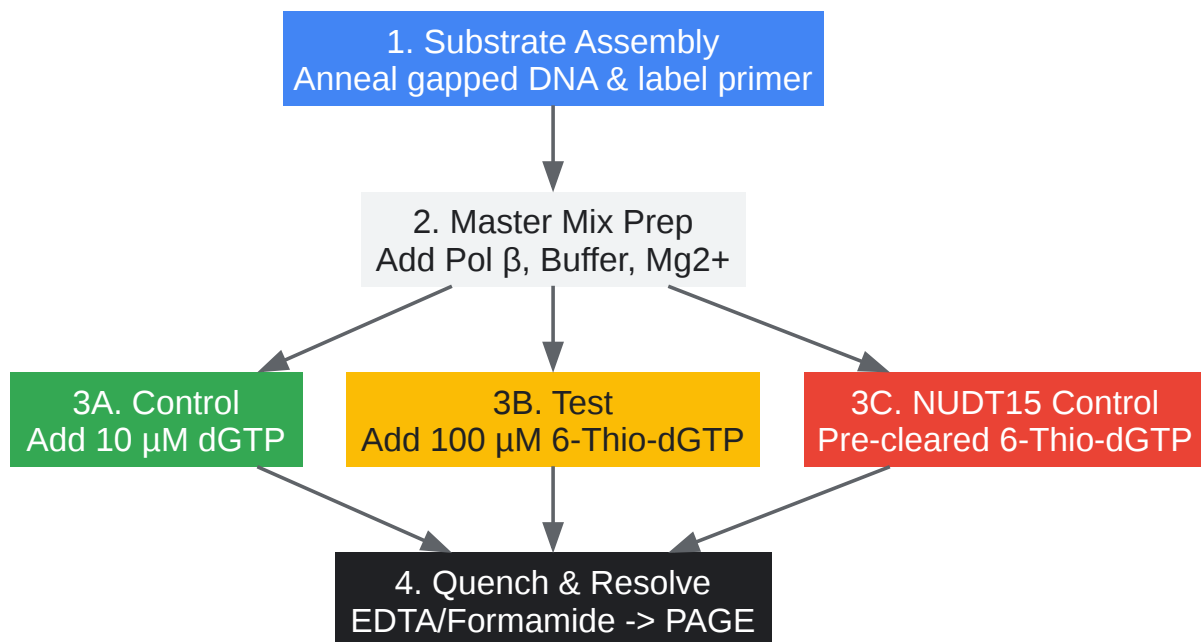 1. Substrate Assembly
Anneal gapped DNA & label primer
2. Master Mix Prep
Add Pol β, Buffer, Mg2+
3A. Control
Add 10 µM dGTP
3B. Test
Add 100 µM 6-Thio-dGTP
3C. NUDT15 Control
Pre-cleared 6-Thio-dGTP
4. Quench & Resolve
EDTA/Formamide -> PAGE